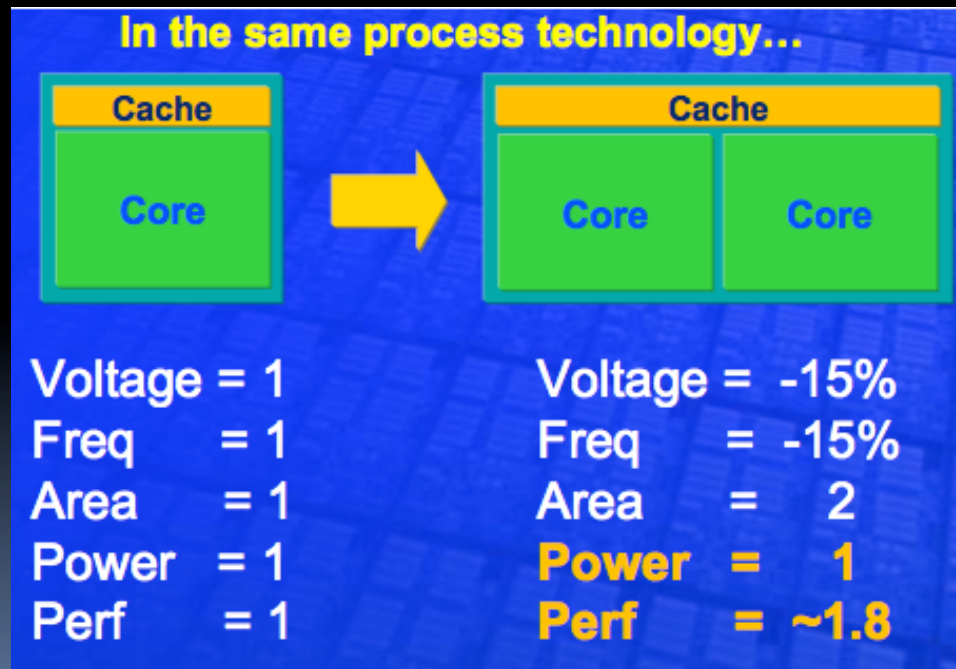 In the same process technology…
Cache
Core
Cache
Core Core
Voltage = 1
Freq = 1
Area = 1
Power = 1
Perf = 1
Voltage = -15%
Freq = -15%
Area = 2
Power = 1
Perf = ~1.8